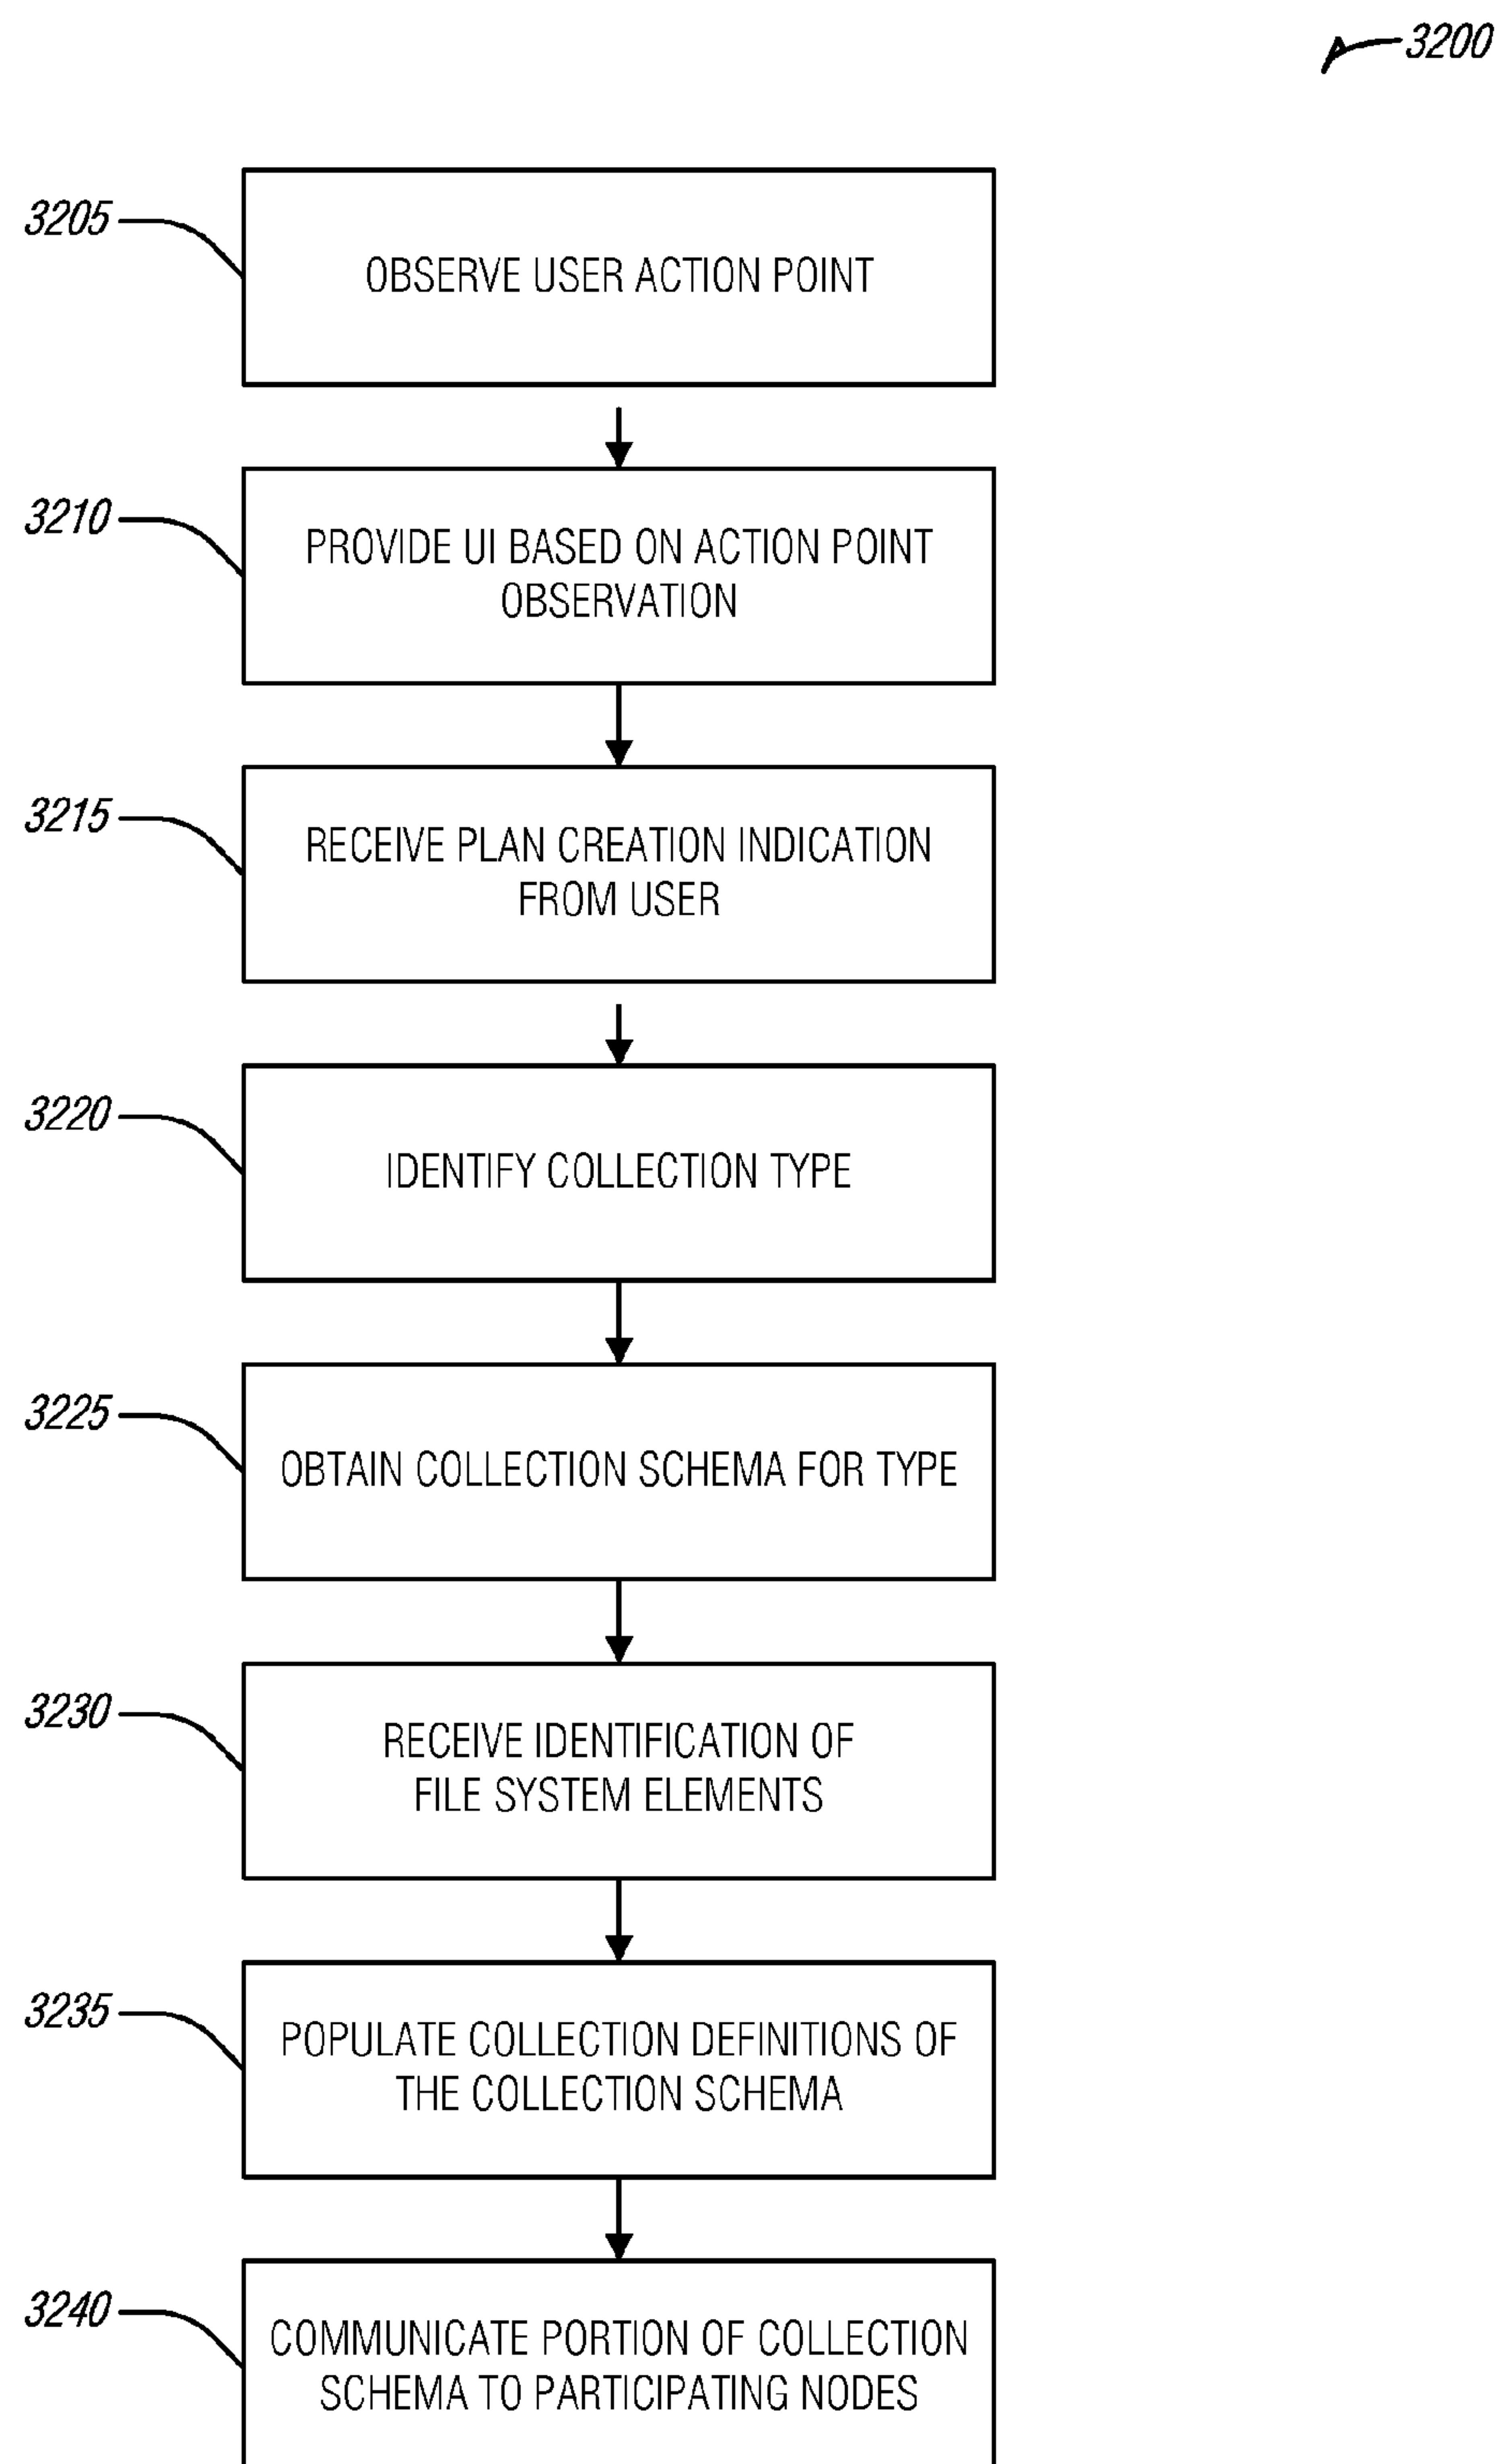 3200
3205
OBSERVE USER ACTION POINT
3210
PROVIDE UI BASED ON ACTION POINT
OBSERVATION
3215
RECEIVE PLAN CREATION INDICATION
FROM USER
3220
IDENTIFY COLLECTION TYPE
3225
OBTAIN COLLECTION SCHEMA FOR TYPE
3230
RECEIVE IDENTIFICATION OF
FILE SYSTEM ELEMENTS
3235
POPULATE COLLECTION DEFINITIONS OF
THE COLLECTION SCHEMA
3240
COMMUNICATE PORTION OF COLLECTION
SCHEMA TO PARTICIPATING NODES